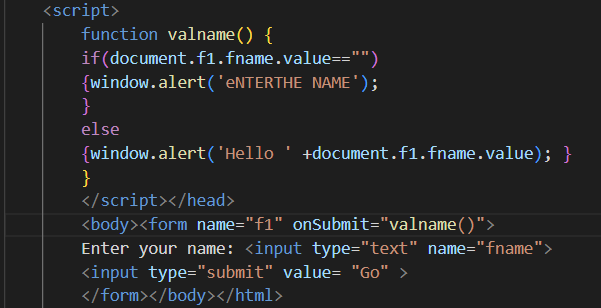 <script>
function valname() {
if(document.f1.fname.value=="")
{window.alert('eNTERTHE NAME');
}
else
{window.alert('Hello ' +document.f1.fname.value); }
}
</script></head>
<body><form name="f1" onSubmit="valname()">
Enter your name: <input type="text" name="fname">
<input type="submit" value= "Go" >
</form></body></html>